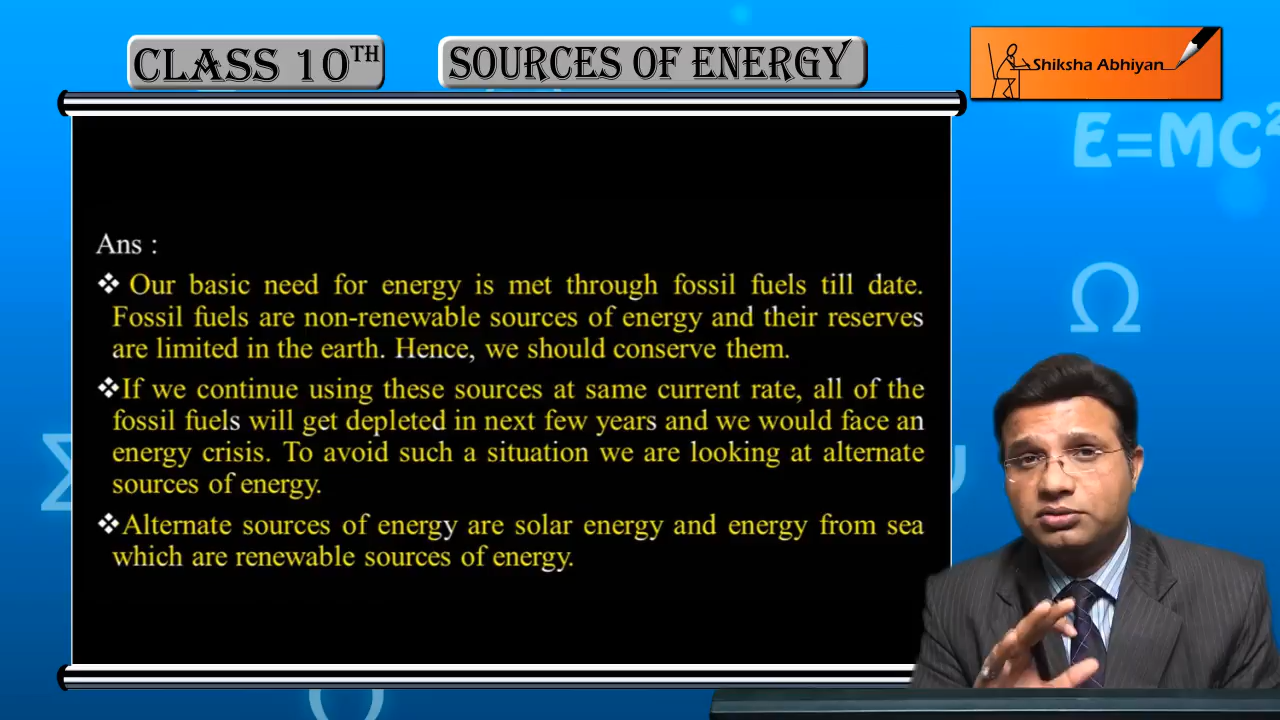 CLASS 10TH
SOURCES OF ENERGY
Shiksha Abhiyan
E=MC²
Ω
Σ
Ans :
❖ Our basic need for energy is met through fossil fuels till date.
Fossil fuels are non-renewable sources of energy and their reserves
are limited in the earth. Hence, we should conserve them.
❖If we continue using these sources at same current rate, all of the
fossil fuels will get depleted in next few years and we would face an
energy crisis. To avoid such a situation we are looking at alternate
sources of energy.
❖Alternate sources of energy are solar energy and energy from sea
which are renewable sources of energy.